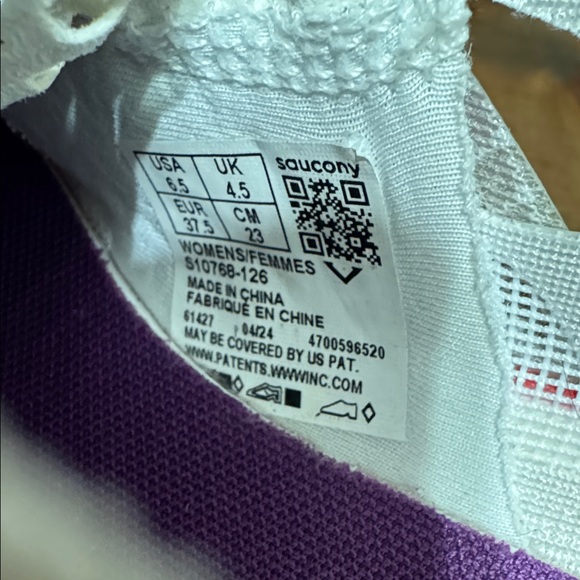 saucony
USA 6.5 UK 4.5
EUR 37.5 CM 23
WOMENS/FEMMES
S10768-126
MADE IN CHINA
FABRIQUÉ EN CHINE
61427 04/24 4700596520
MAY BE COVERED BY US PAT.
WWW.PATENTS.WWWINC.COM